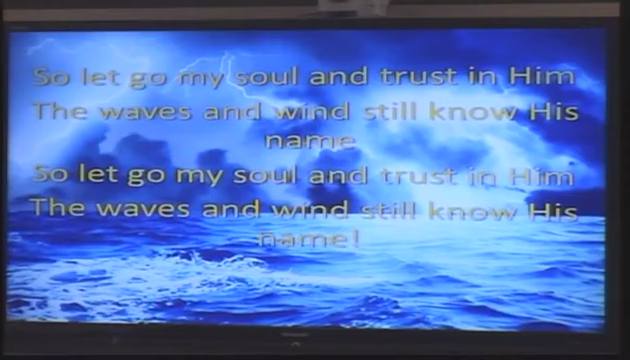 So let go my soul and trust in Him
The waves and wind still know His
name
So let go my soul and trust in Him
The waves and wind still know His
name!